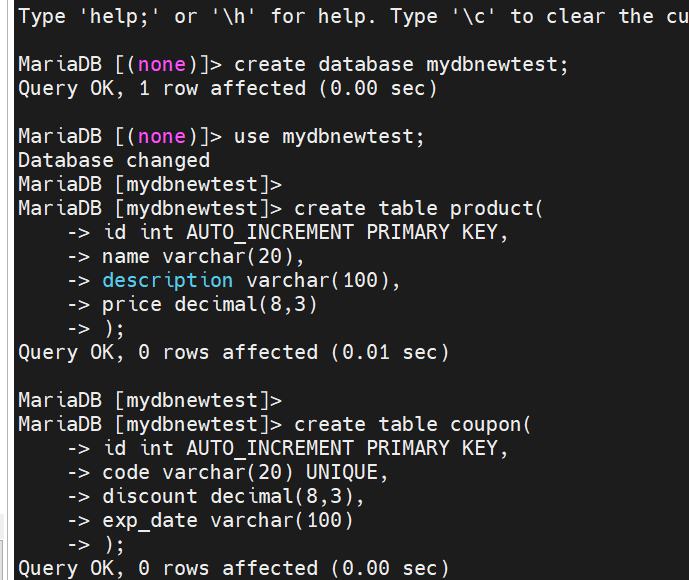 Type 'help;' or '\h' for help. Type '\c' to clear the cu
MariaDB [(none)]> create database mydbnewtest;
Query OK, 1 row affected (0.00 sec)
MariaDB [(none)]> use mydbnewtest;
Database changed
MariaDB [mydbnewtest]>
MariaDB [mydbnewtest]> create table product(
    -> id int AUTO_INCREMENT PRIMARY KEY,
    -> name varchar(20),
    -> description varchar(100),
    -> price decimal(8,3)
    -> );
Query OK, 0 rows affected (0.01 sec)
MariaDB [mydbnewtest]>
MariaDB [mydbnewtest]> create table coupon(
    -> id int AUTO_INCREMENT PRIMARY KEY,
    -> code varchar(20) UNIQUE,
    -> discount decimal(8,3),
    -> exp_date varchar(100)
    -> );
Query OK, 0 rows affected (0.00 sec)